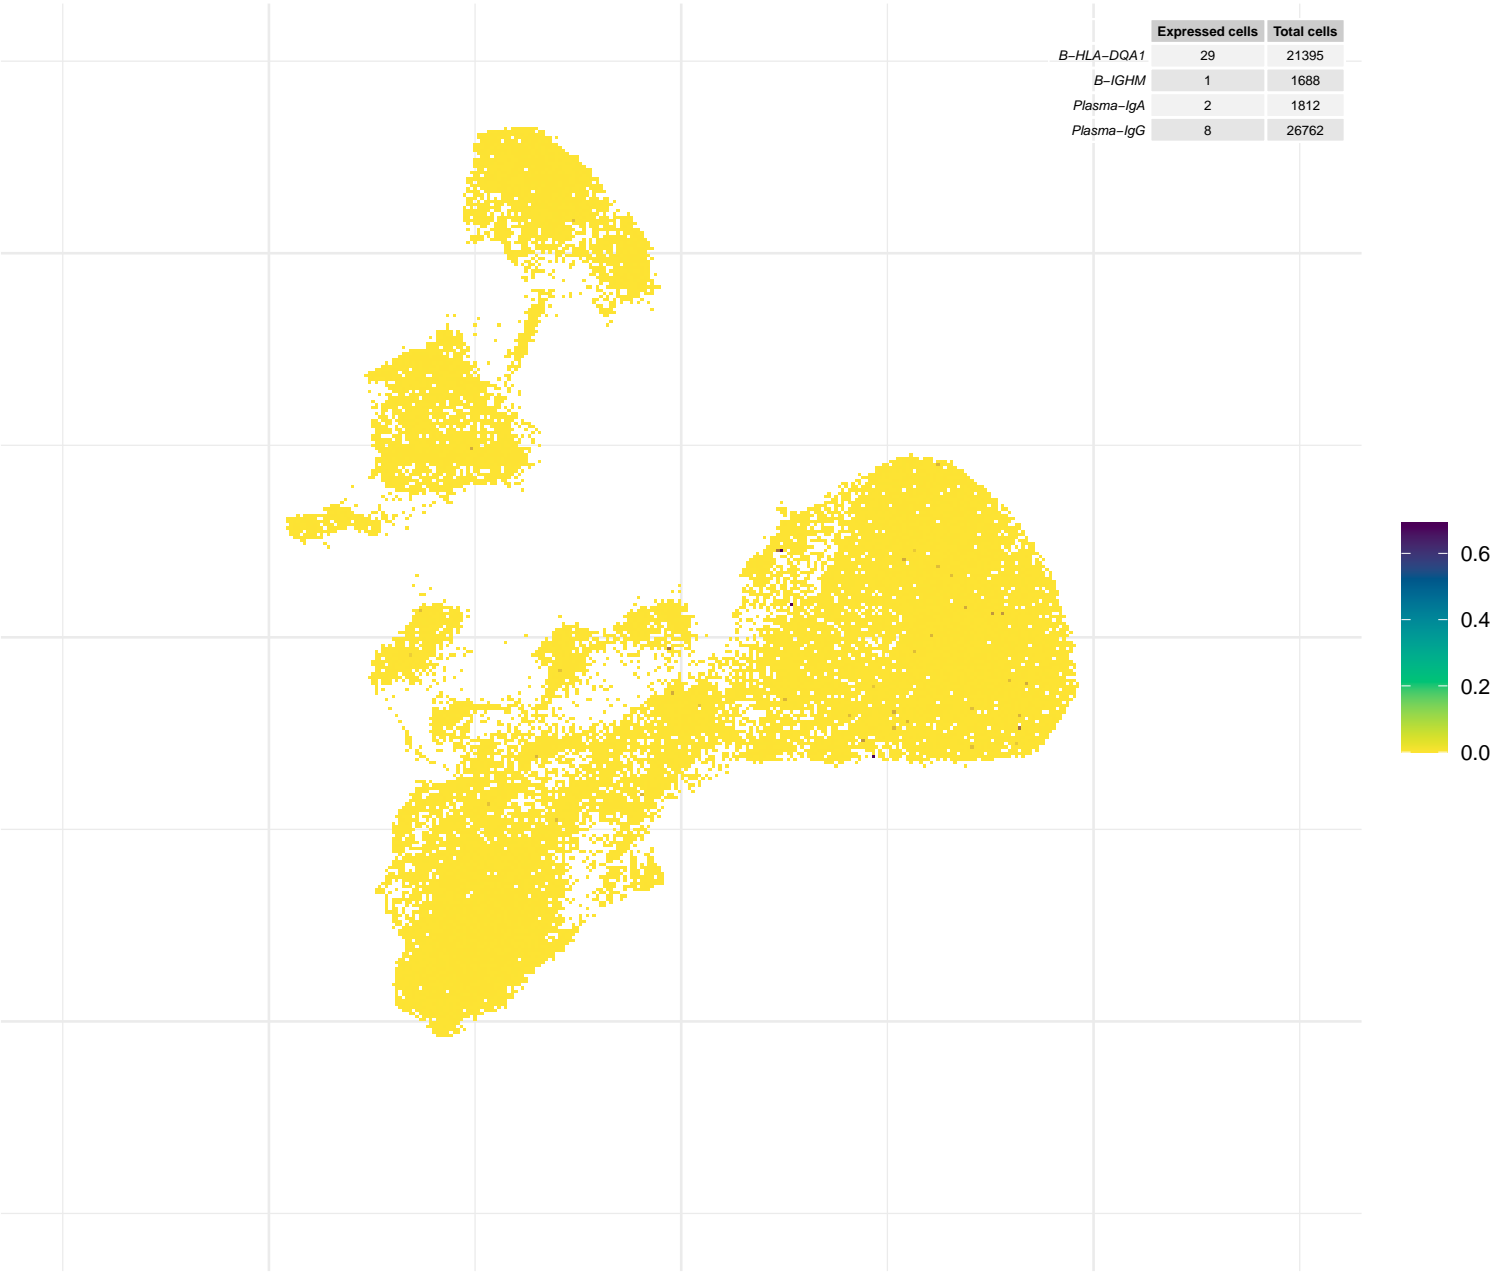 Expressed cells Total cells
B−HLA−DQA1 29 21395
B−IGHM 1 1688
Plasma−IgA 2 1812
Plasma−IgG 8 26762
0.6
0.4
0.2
0.0